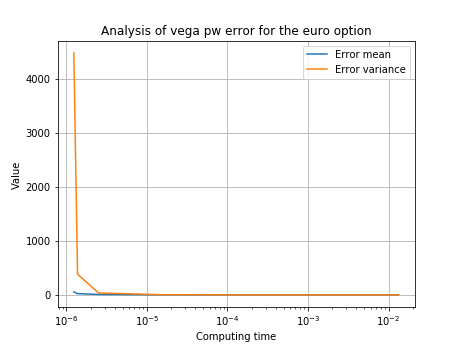 Analysis of vega pw error for the euro option
Error mean
Error variance
4000
3000
2000
1000
0
Value
10⁻⁶ 10⁻⁵ 10⁻⁴ 10⁻³ 10⁻²
Computing time